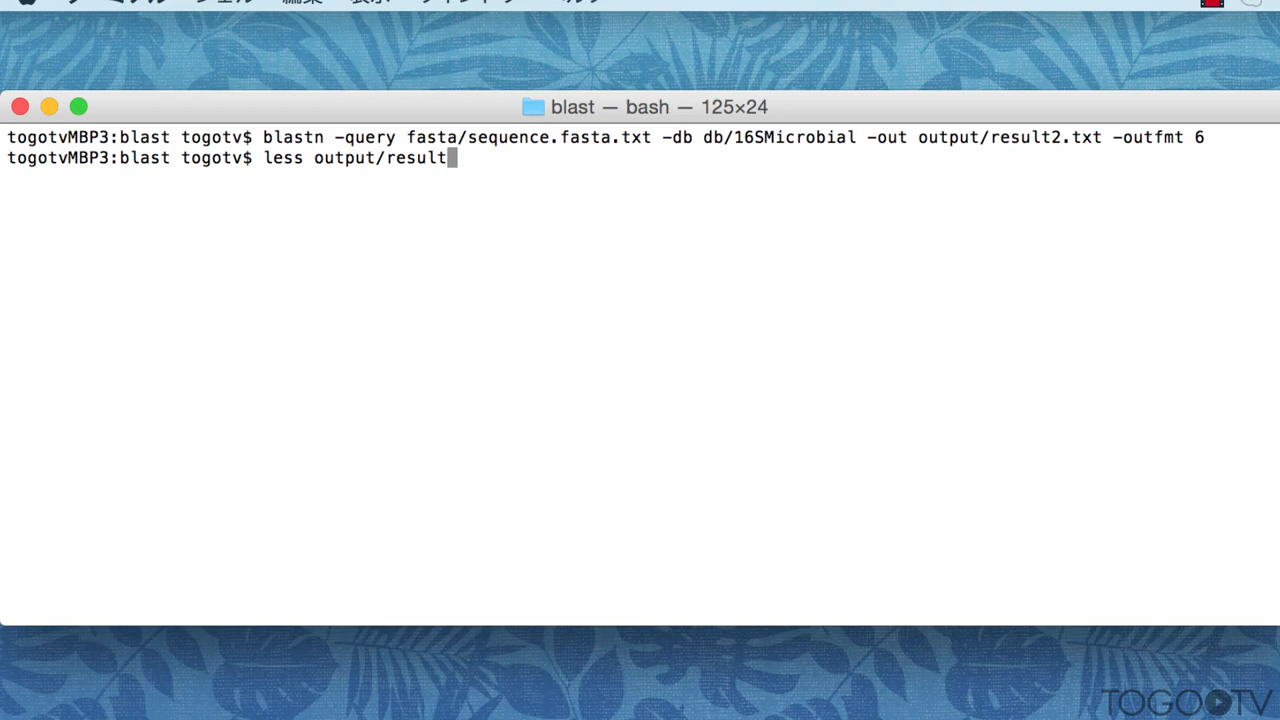 blast — bash — 125×24
togotvMBP3:blast togotv$ blastn -query fasta/sequence.fasta.txt -db db/16SMicrobial -out output/result2.txt -outfmt 6
togotvMBP3:blast togotv$ less output/result
TOGOTV